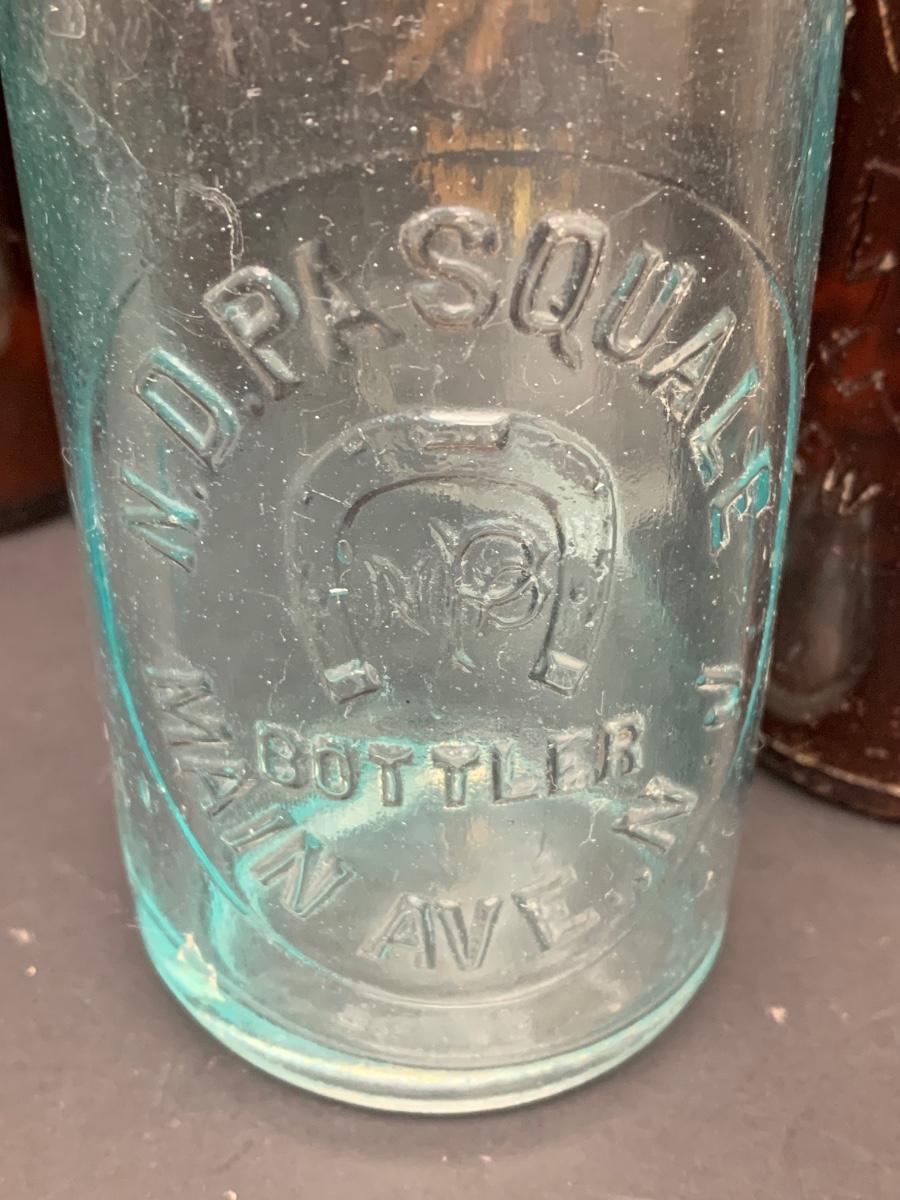 N.D.PASQUALE
BOTTLER
MAIN AVE. N.